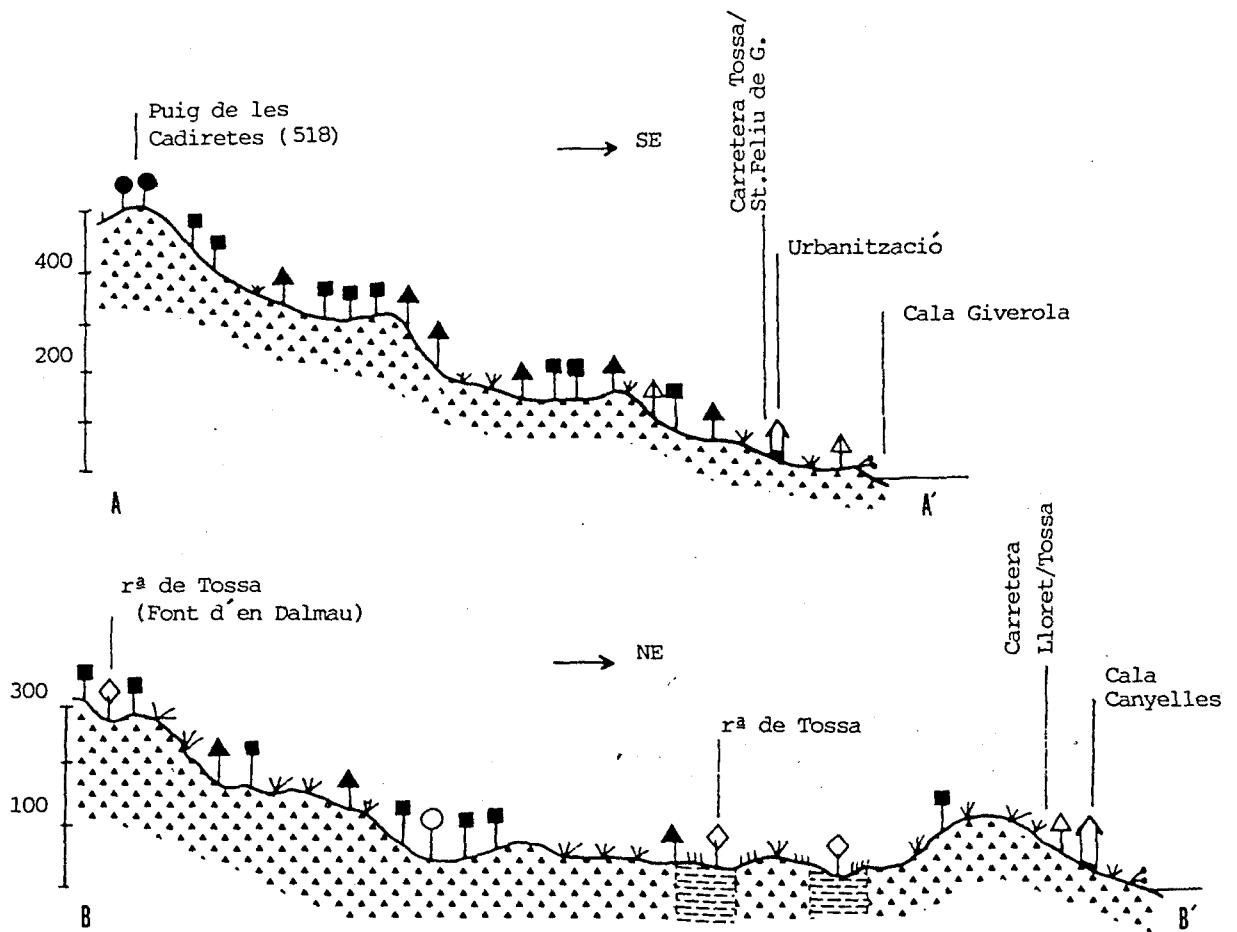 Puig de les
Cadiretes (518)
SE
Carretera Tossa/
St.Feliu de G.
Urbanització
Cala Giverola
400
200
A
A´
rª de Tossa
(Font d´en Dalmau)
NE
rª de Tossa
Carretera
Lloret/Tossa
Cala
Canyelles
300
100
B
B´